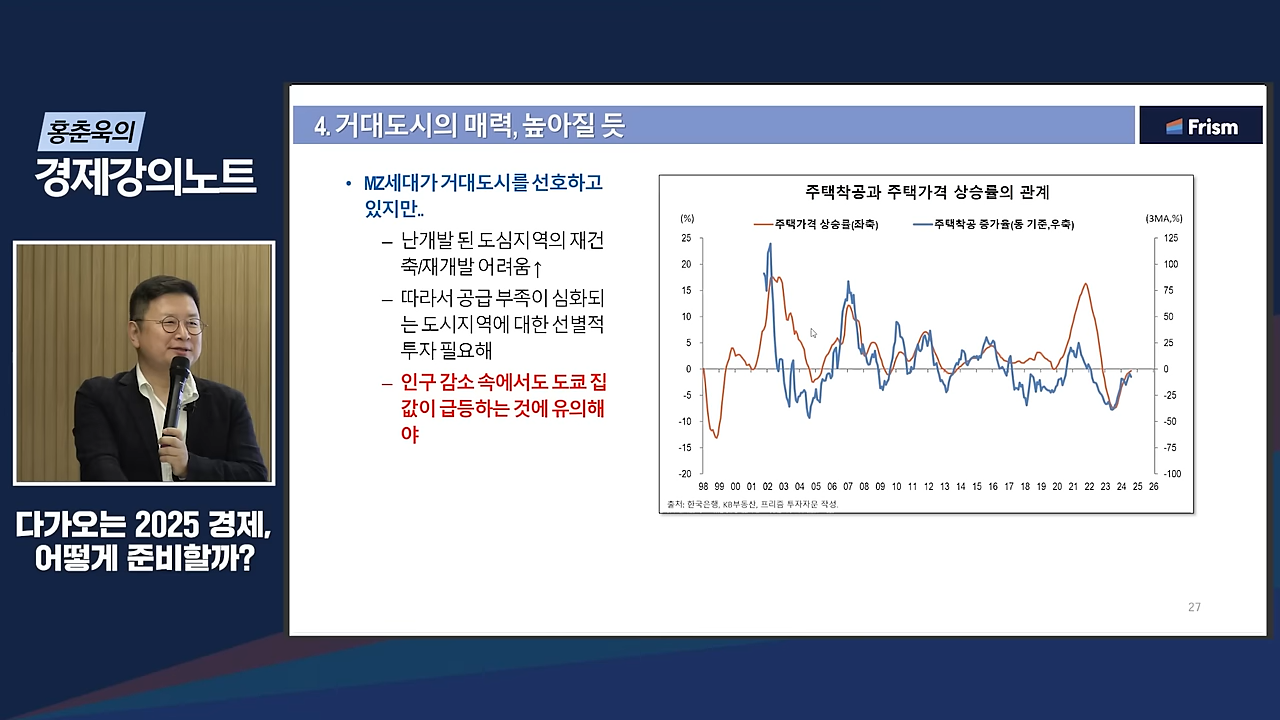 홍춘욱의
경제강의노트
다가오는 2025 경제,
어떻게 준비할까?
4. 거대도시의 매력, 높아질 듯
Frism
• MZ세대가 거대도시를 선호하고
있지만..
– 난개발 된 도심지역의 재건
축/재개발 어려움↑
– 따라서 공급 부족이 심화되
는 도시지역에 대한 선별적
투자 필요해
– 인구 감소 속에서도 도쿄 집
값이 급등하는 것에 유의해
야
주택착공과 주택가격 상승률의 관계
(%) 주택가격 상승률(좌축) 주택착공 증가율(동 기준,우축) (3MA,%)
25 125
20 100
15 75
10 50
5 25
0 0
-5 -25
-10 -50
-15 -75
-20 -100
98 99 00 01 02 03 04 05 06 07 08 09 10 11 12 13 14 15 16 17 18 19 20 21 22 23 24 25 26
출처: 한국은행, KB부동산, 프리즘 투자자문 작성.
27